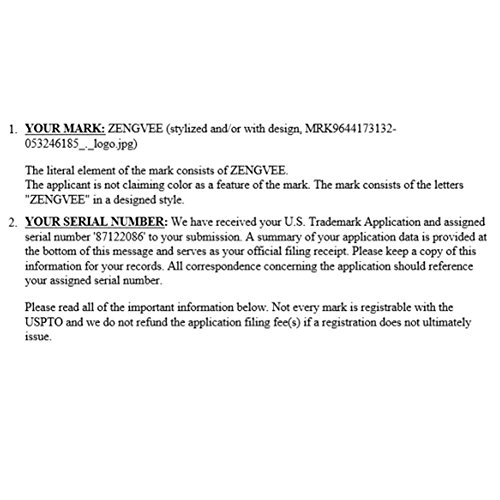 1. YOUR MARK: ZENGVEE (stylized and/or with design, MRK9644173132-
053246185_._logo.jpg)
The literal element of the mark consists of ZENGVEE.
The applicant is not claiming color as a feature of the mark. The mark consists of the letters
"ZENGVEE" in a designed style.
2. YOUR SERIAL NUMBER: We have received your U.S. Trademark Application and assigned
serial number '87122086' to your submission. A summary of your application data is provided at
the bottom of this message and serves as your official filing receipt. Please keep a copy of this
information for your records. All correspondence concerning the application should reference
your assigned serial number.
Please read all of the important information below. Not every mark is registrable with the
USPTO and we do not refund the application filing fee(s) if a registration does not ultimately
issue.